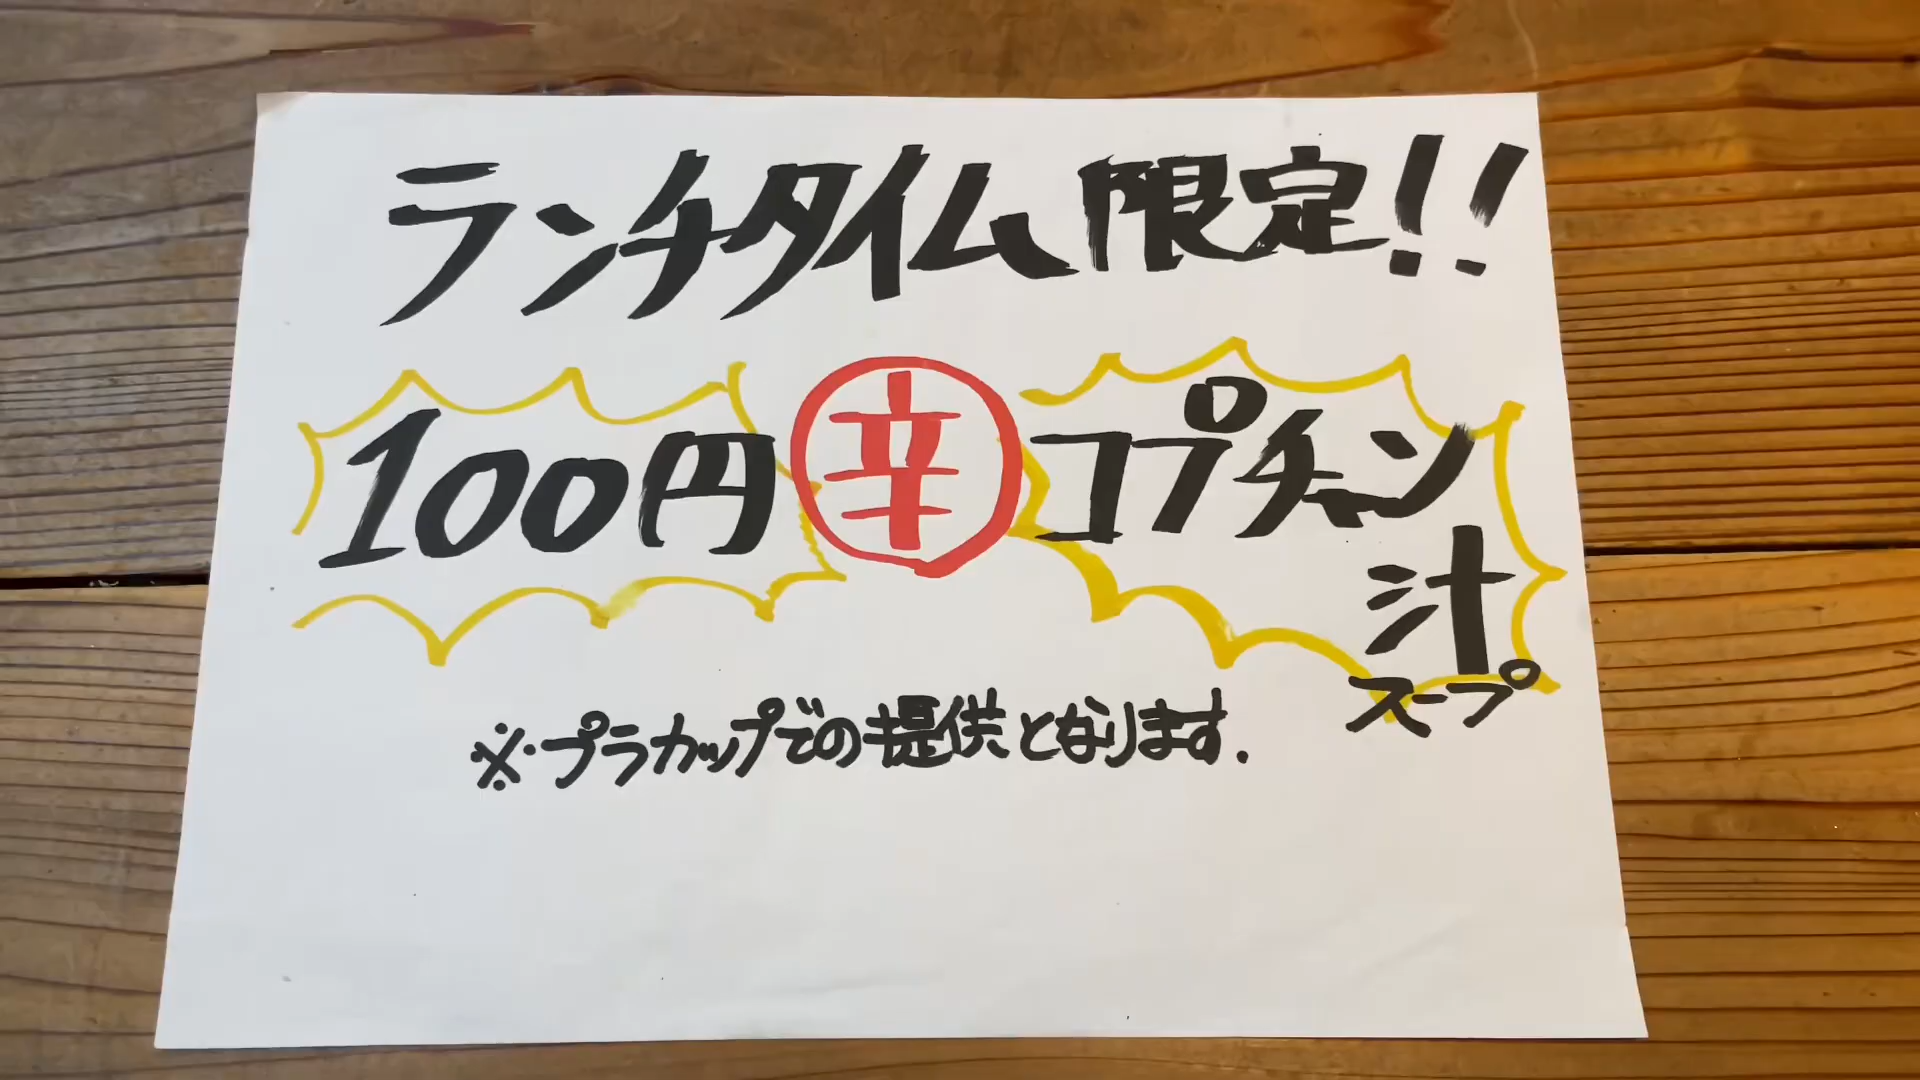 ランチタイム限定!!
100円 辛 コプチャン
汁
スープ
※プラカップでの提供となります.